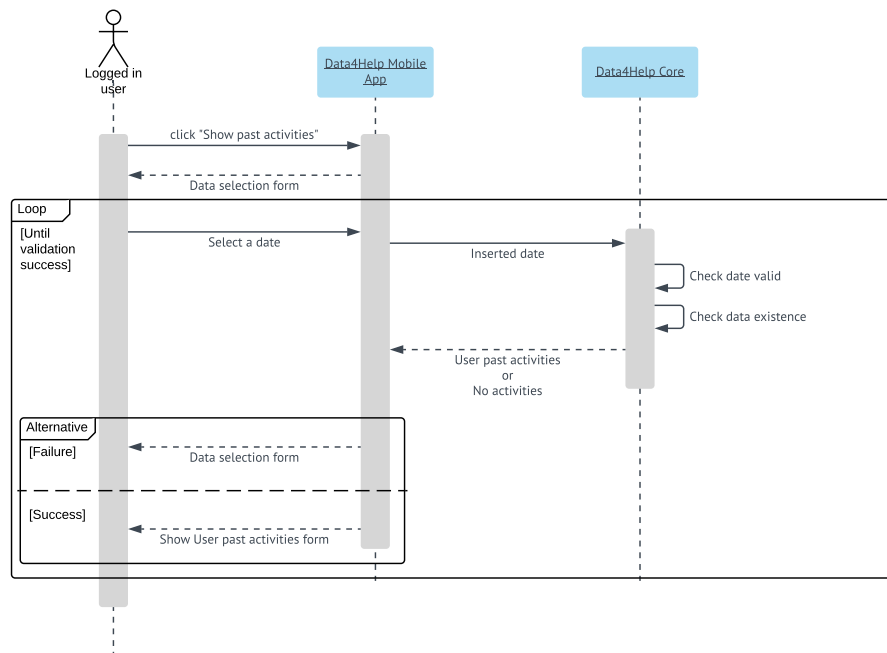 Logged in
user
Data4Help Mobile
App
Data4Help Core
click "Show past activities"
Data selection form
Loop
[Until
validation
success]
Select a date
Inserted date
Check date valid
Check data existence
User past activities
or
No activities
Alternative
[Failure]
Data selection form
[Success]
Show User past activities form